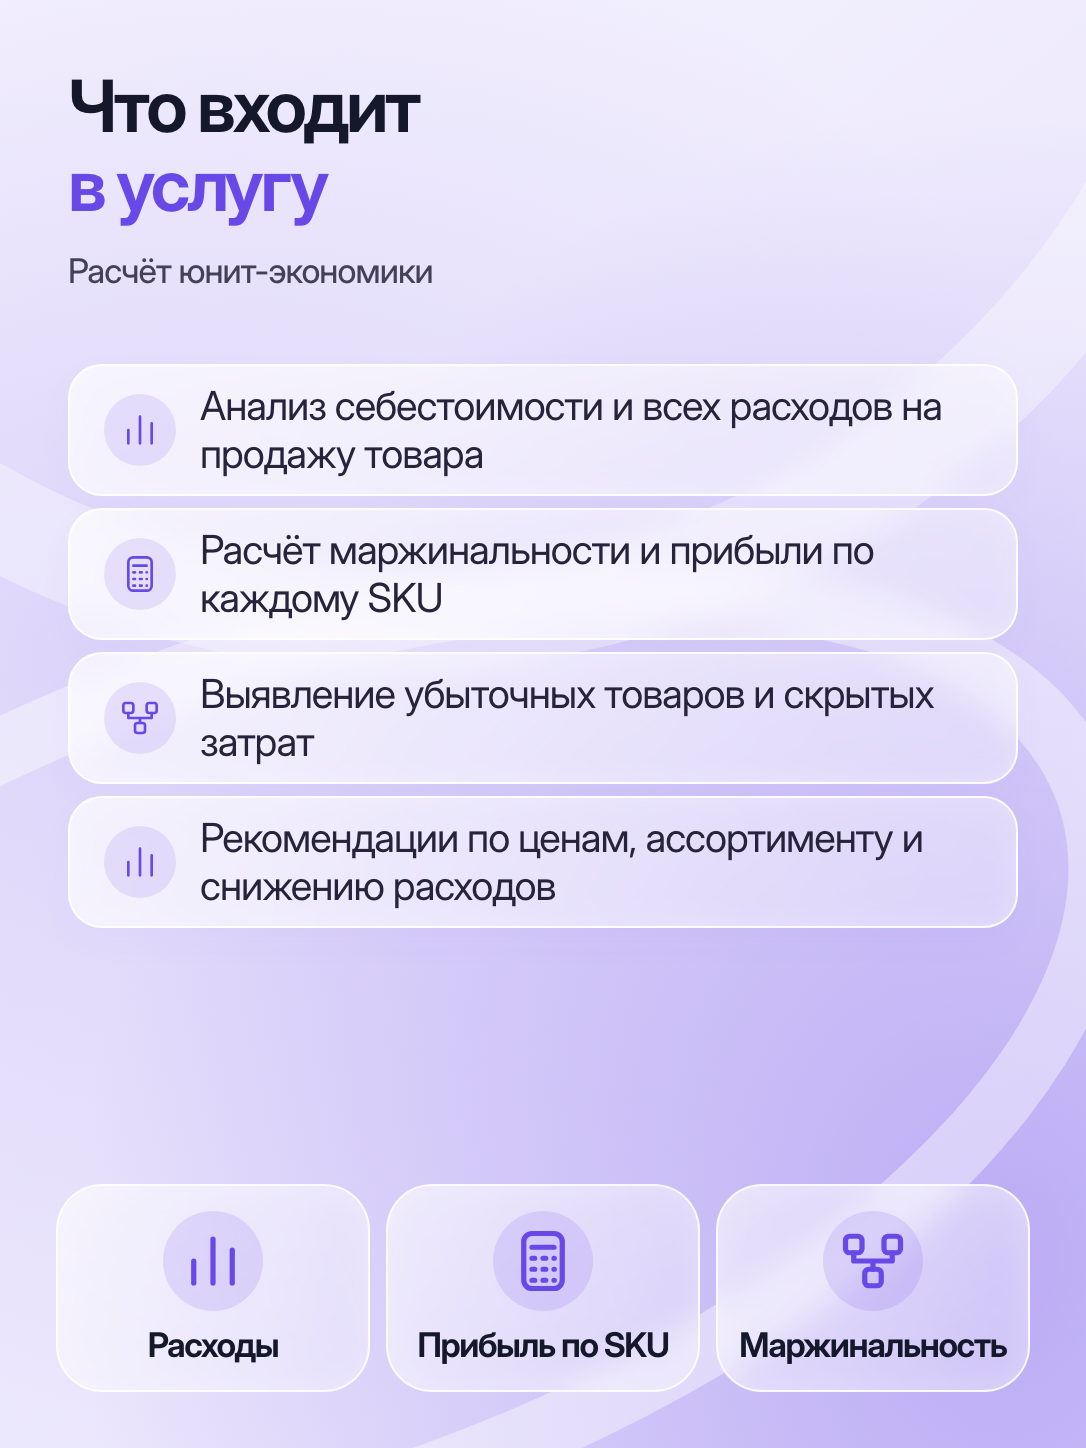 Что входит
в услугу
Расчёт юнит-экономики
Анализ себестоимости и всех расходов на
продажу товара
Расчёт маржинальности и прибыли по
каждому SKU
Выявление убыточных товаров и скрытых
затрат
Рекомендации по ценам, ассортименту и
снижению расходов
Расходы
Прибыль по SKU
Маржинальность